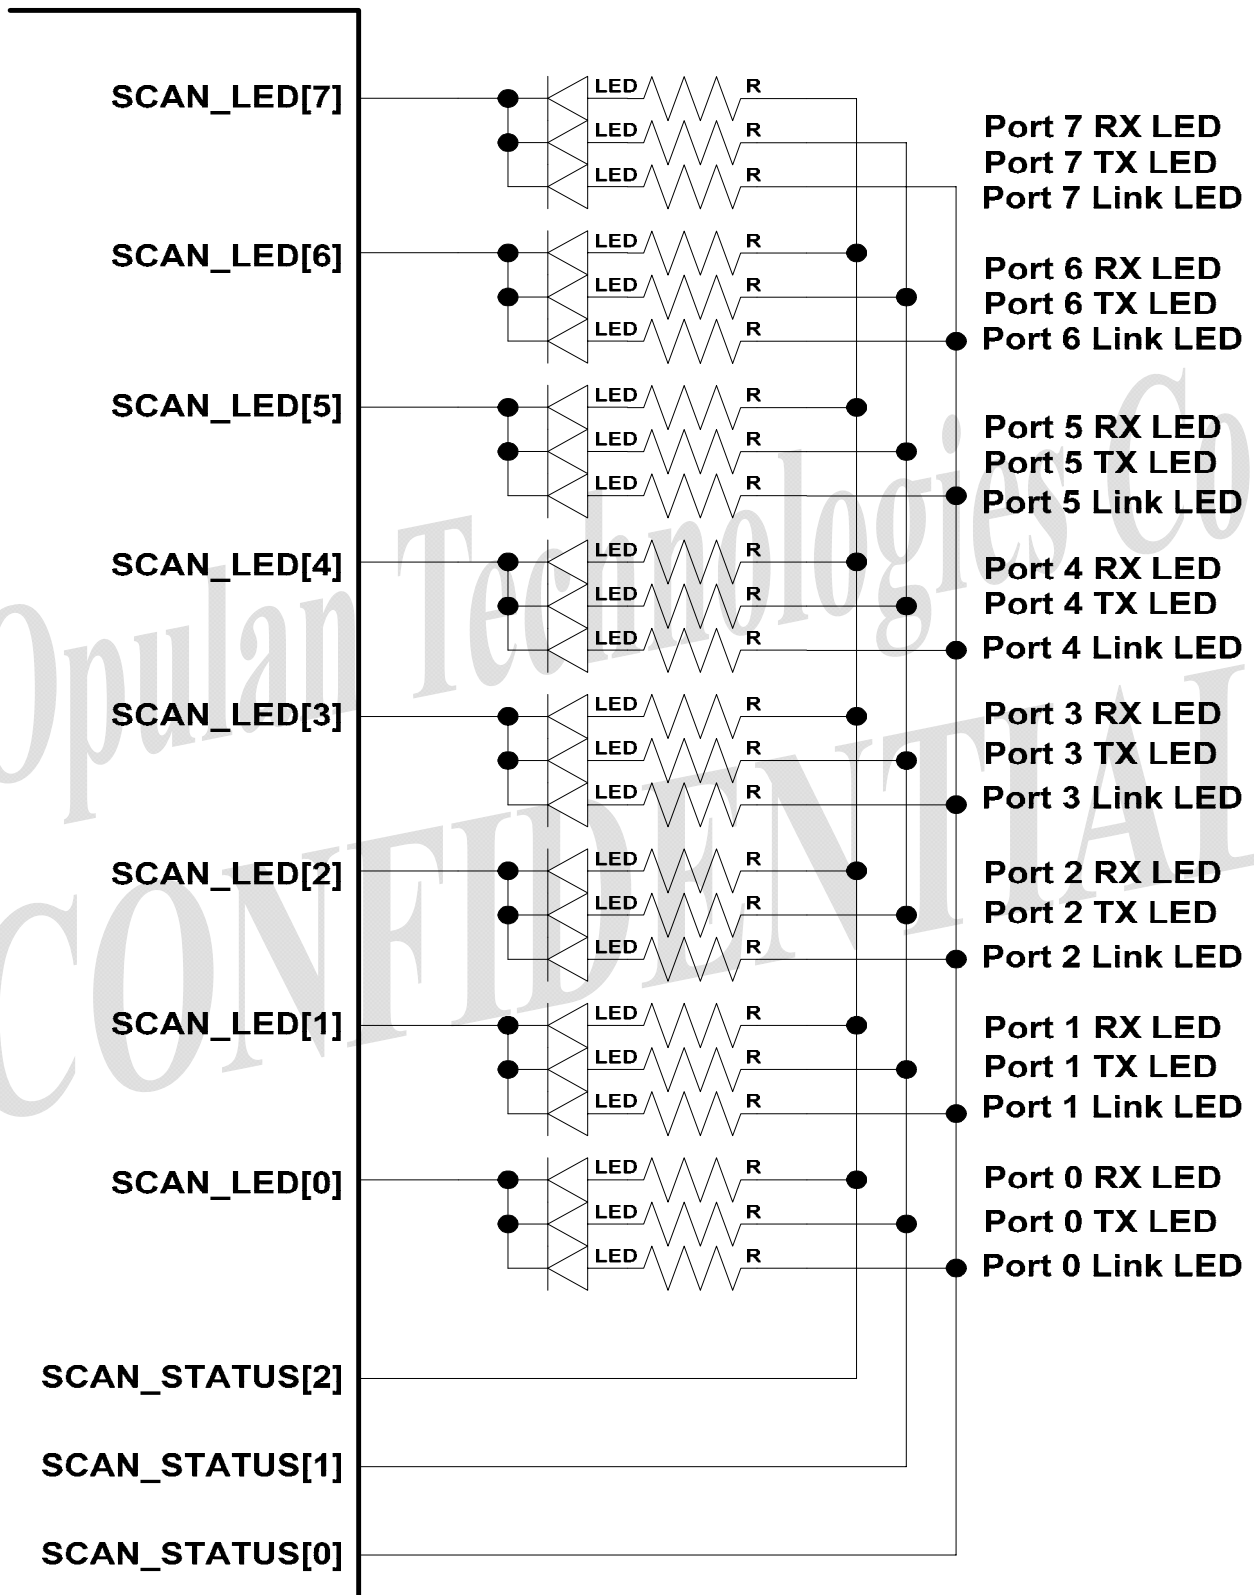 SCAN_LED[7]
LED R
LED R
LED R
Port 7 RX LED
Port 7 TX LED
Port 7 Link LED
SCAN_LED[6]
LED R
LED R
LED R
Port 6 RX LED
Port 6 TX LED
Port 6 Link LED
SCAN_LED[5]
LED R
LED R
LED R
Port 5 RX LED
Port 5 TX LED
Port 5 Link LED
SCAN_LED[4]
LED R
LED R
LED R
Port 4 RX LED
Port 4 TX LED
Port 4 Link LED
SCAN_LED[3]
LED R
LED R
LED R
Port 3 RX LED
Port 3 TX LED
Port 3 Link LED
SCAN_LED[2]
LED R
LED R
LED R
Port 2 RX LED
Port 2 TX LED
Port 2 Link LED
SCAN_LED[1]
LED R
LED R
LED R
Port 1 RX LED
Port 1 TX LED
Port 1 Link LED
SCAN_LED[0]
LED R
LED R
LED R
Port 0 RX LED
Port 0 TX LED
Port 0 Link LED
SCAN_STATUS[2]
SCAN_STATUS[1]
SCAN_STATUS[0]
Opulan Technologies Co
CONFIDENTIAL